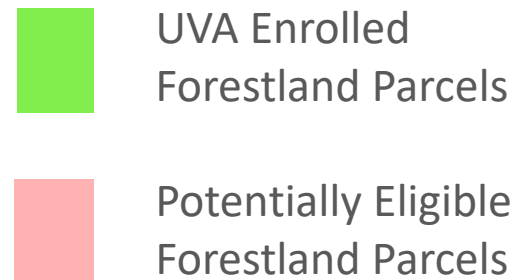 UVA Enrolled
Forestland Parcels
Potentially Eligible
Forestland Parcels